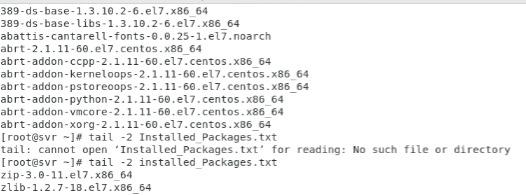 389-ds-base-1.3.10.2-6.el7.x86_64
389-ds-base-libs-1.3.10.2-6.el7.x86_64
abattis-cantarell-fonts-0.0.25-1.el7.noarch
abrt-2.1.11-60.el7.centos.x86_64
abrt-addon-ccpp-2.1.11-60.el7.centos.x86_64
abrt-addon-kerneloops-2.1.11-60.el7.centos.x86_64
abrt-addon-pstoreoops-2.1.11-60.el7.centos.x86_64
abrt-addon-python-2.1.11-60.el7.centos.x86_64
abrt-addon-vmcore-2.1.11-60.el7.centos.x86_64
abrt-addon-xorg-2.1.11-60.el7.centos.x86_64
[root@svr ~]# tail -2 Installed_Packages.txt
tail: cannot open ‘Installed_Packages.txt’ for reading: No such file or directory
[root@svr ~]# tail -2 installed_Packages.txt
zip-3.0-11.el7.x86_64
zlib-1.2.7-18.el7.x86_64